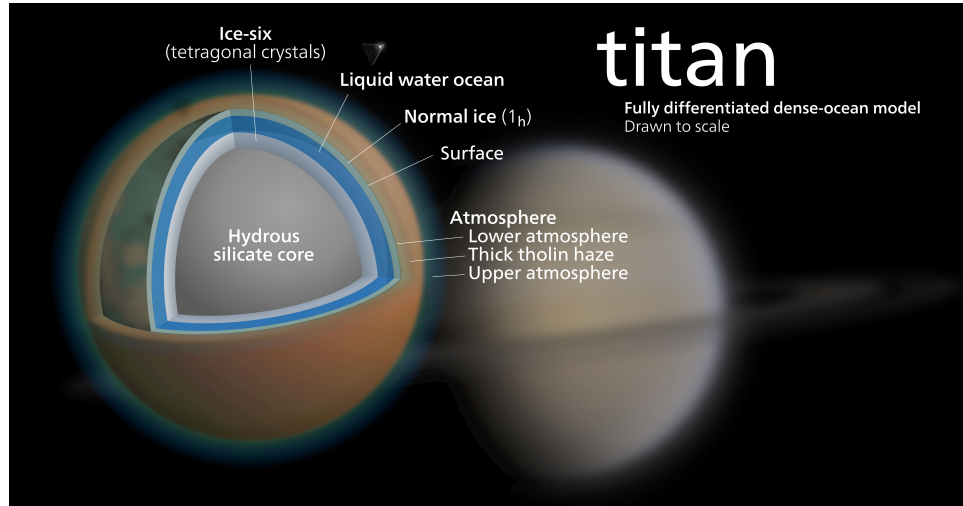 titan
Fully differentiated dense-ocean model
Drawn to scale
Ice-six
(tetragonal crystals)
Liquid water ocean
Normal ice (1h)
Surface
Atmosphere
Lower atmosphere
Thick tholin haze
Upper atmosphere
Hydrous
silicate core